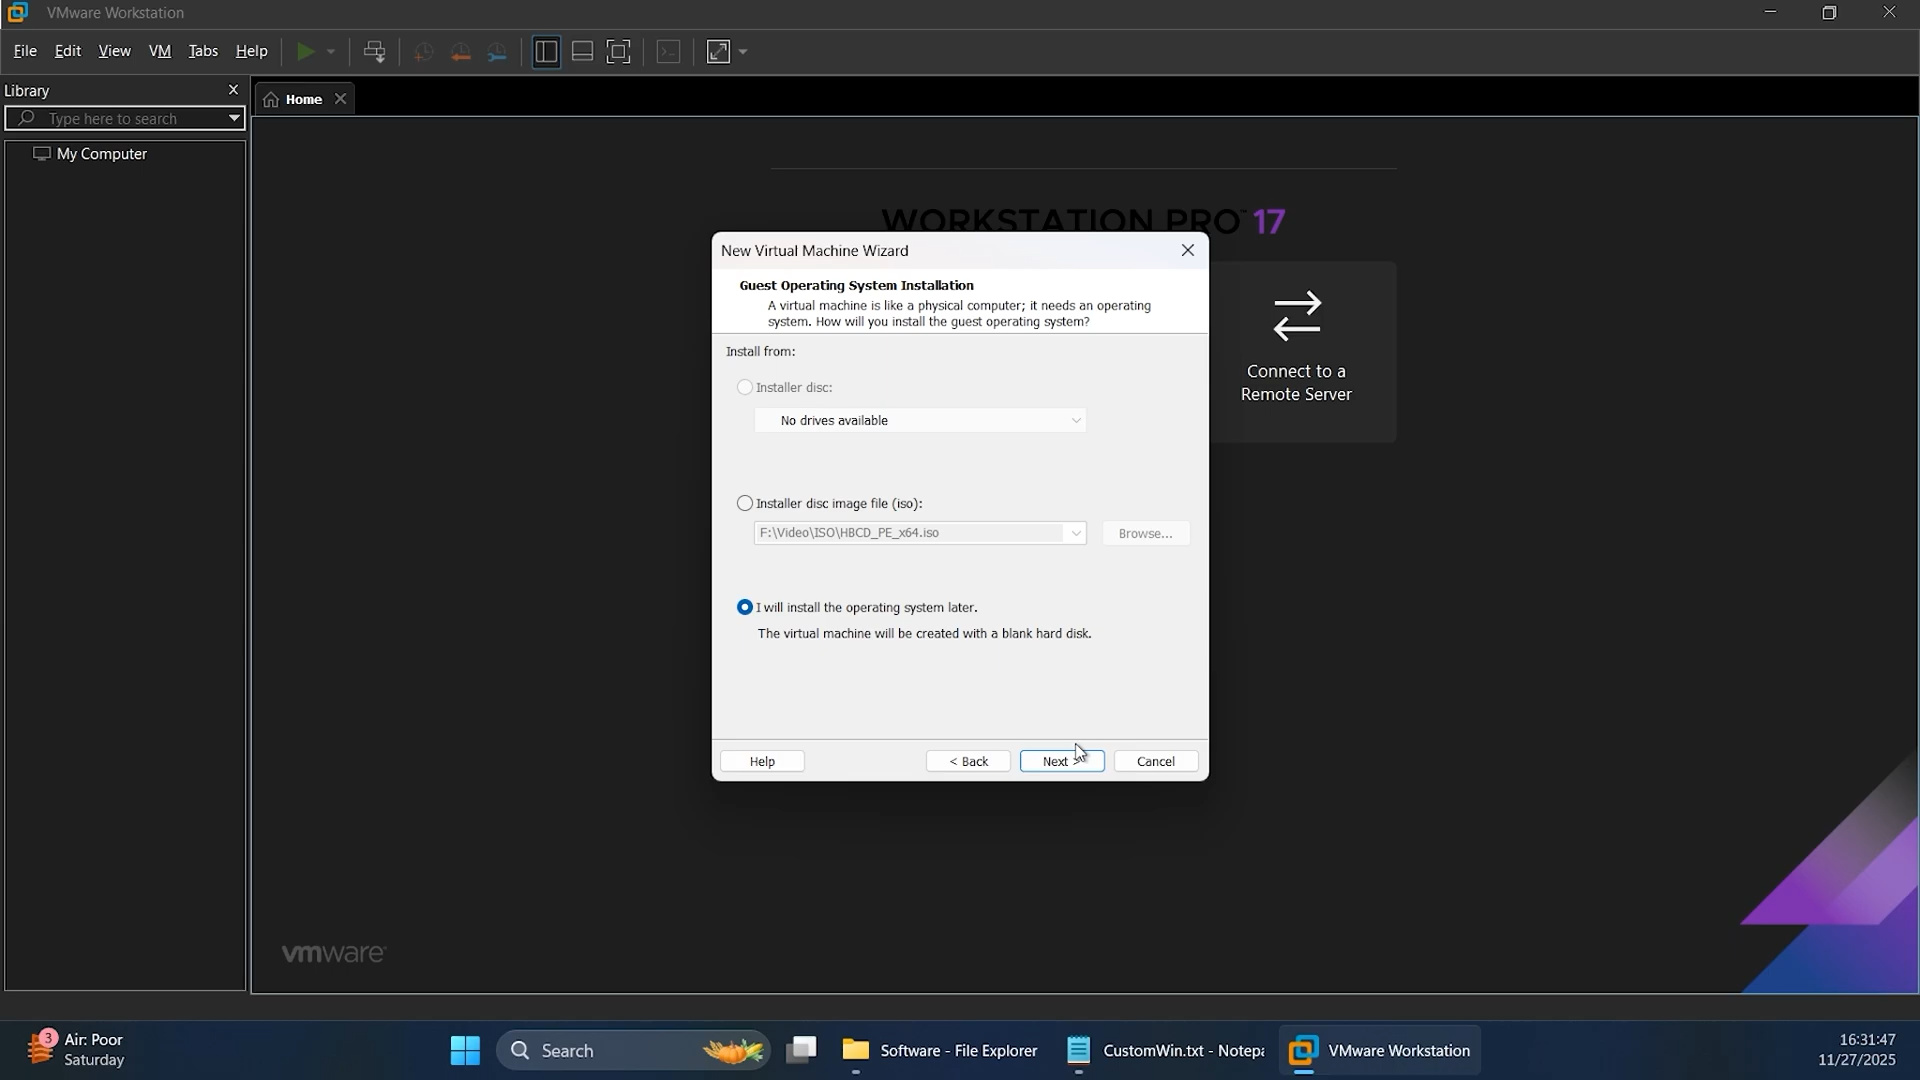 VMware Workstation
File Edit View VM Tabs Help
Library
Home
Type here to search
My Computer
WORKSTATION PRO™ 17
New Virtual Machine Wizard
Guest Operating System Installation
A virtual machine is like a physical computer; it needs an operating
system. How will you install the guest operating system?
Install from:
Installer disc:
No drives available
Connect to a
Remote Server
Installer disc image file (iso):
F:\Video\ISO\HBCD_PE_x64.iso
Browse...
I will install the operating system later.
The virtual machine will be created with a blank hard disk.
Help
< Back
Next >
Cancel
vmware
3
Air: Poor
Saturday
Search
Software - File Explorer
CustomWin.txt - Notepa
VMware Workstation
16:31:47
11/27/2025